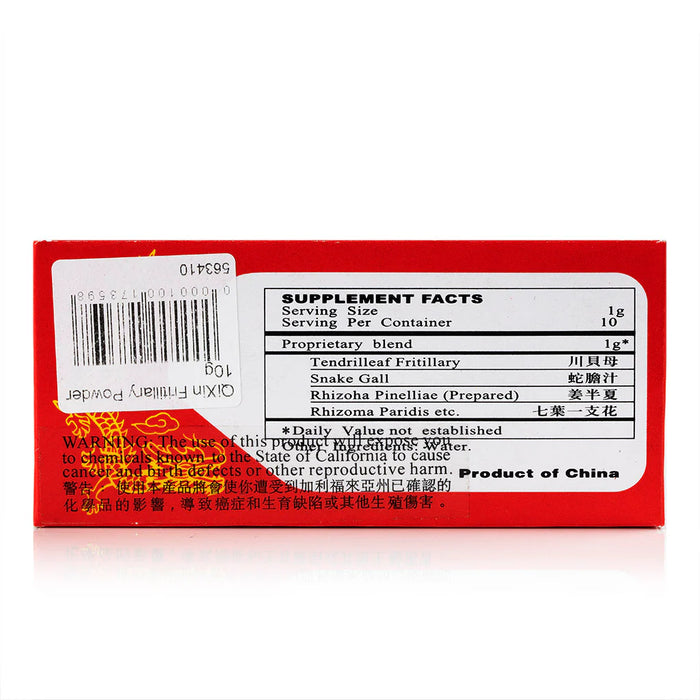 563410
0 000100 173598
10g
QiXin Fritillary Powder
SUPPLEMENT FACTS
Serving Size 1g
Serving Per Container 10
Proprietary blend 1g*
Tendrilleaf Fritillary 川貝母
Snake Gall 蛇膽汁
Rhizoha Pinelliae (Prepared) 姜半夏
Rhizoma Paridis etc. 七葉一支花
*Daily Value not established
Other Ingredients: Water.
Product of China
WARNING: The use of this product will expose you
to chemicals known to the State of California to cause
cancer and birth defects or other reproductive harm.
警告 使用本產品將會使你遭受到加利福來亞州已確認的
化學品的影響，導致癌症和生育缺陷或其他生殖傷害。